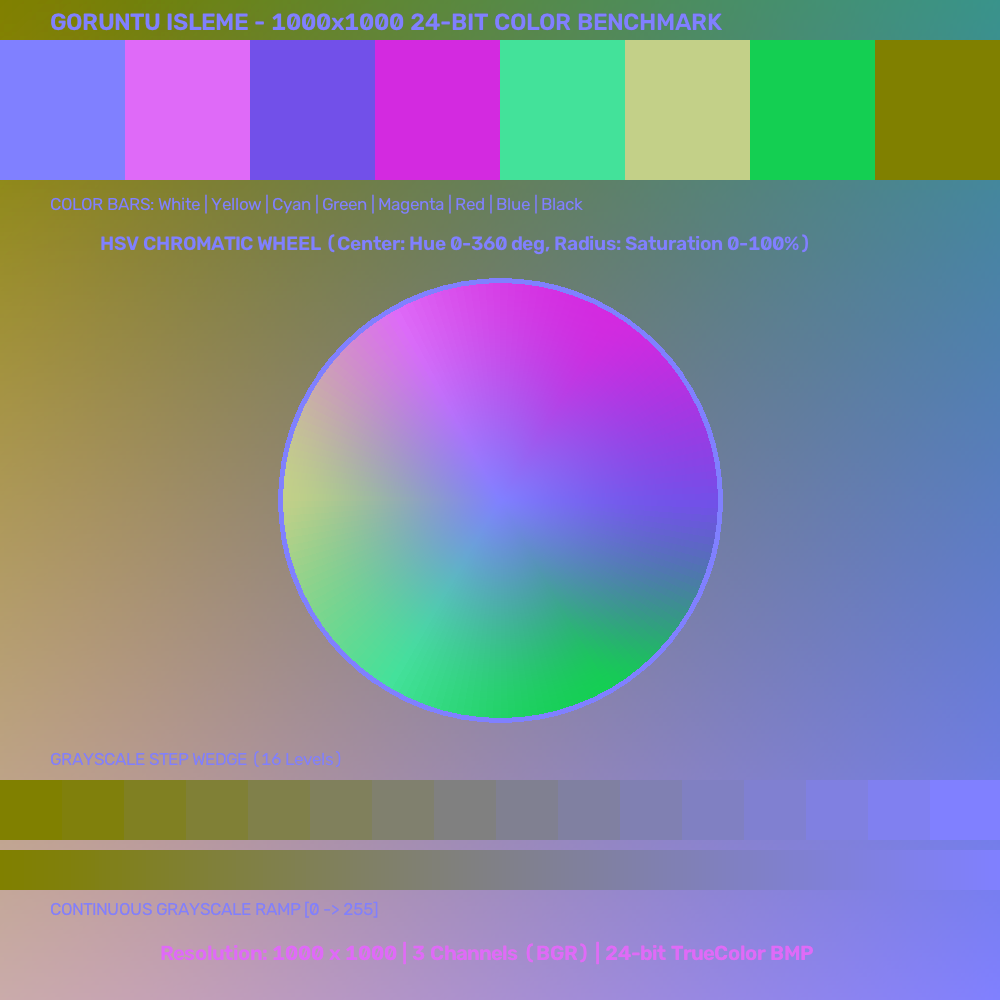 GORUNTU ISLEME - 1000x1000 24-BIT COLOR BENCHMARK
COLOR BARS: White | Yellow | Cyan | Green | Magenta | Red | Blue | Black
HSV CHROMATIC WHEEL (Center: Hue 0-360 deg, Radius: Saturation 0-100%)
GRAYSCALE STEP WEDGE (16 Levels)
CONTINUOUS GRAYSCALE RAMP [0 -> 255]
Resolution: 1000 x 1000 | 3 Channels (BGR) | 24-bit TrueColor BMP